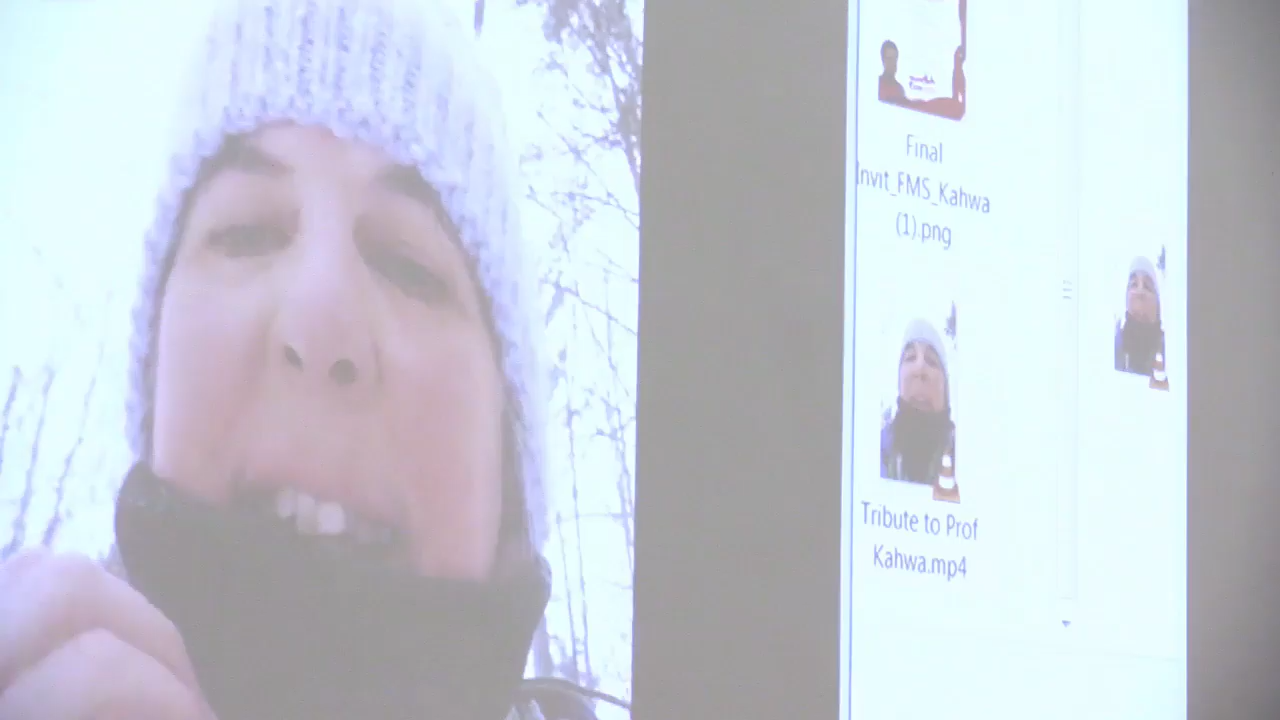 Final
Invit_FMS_Kahwa
(1).png
Tribute to Prof
Kahwa.mp4